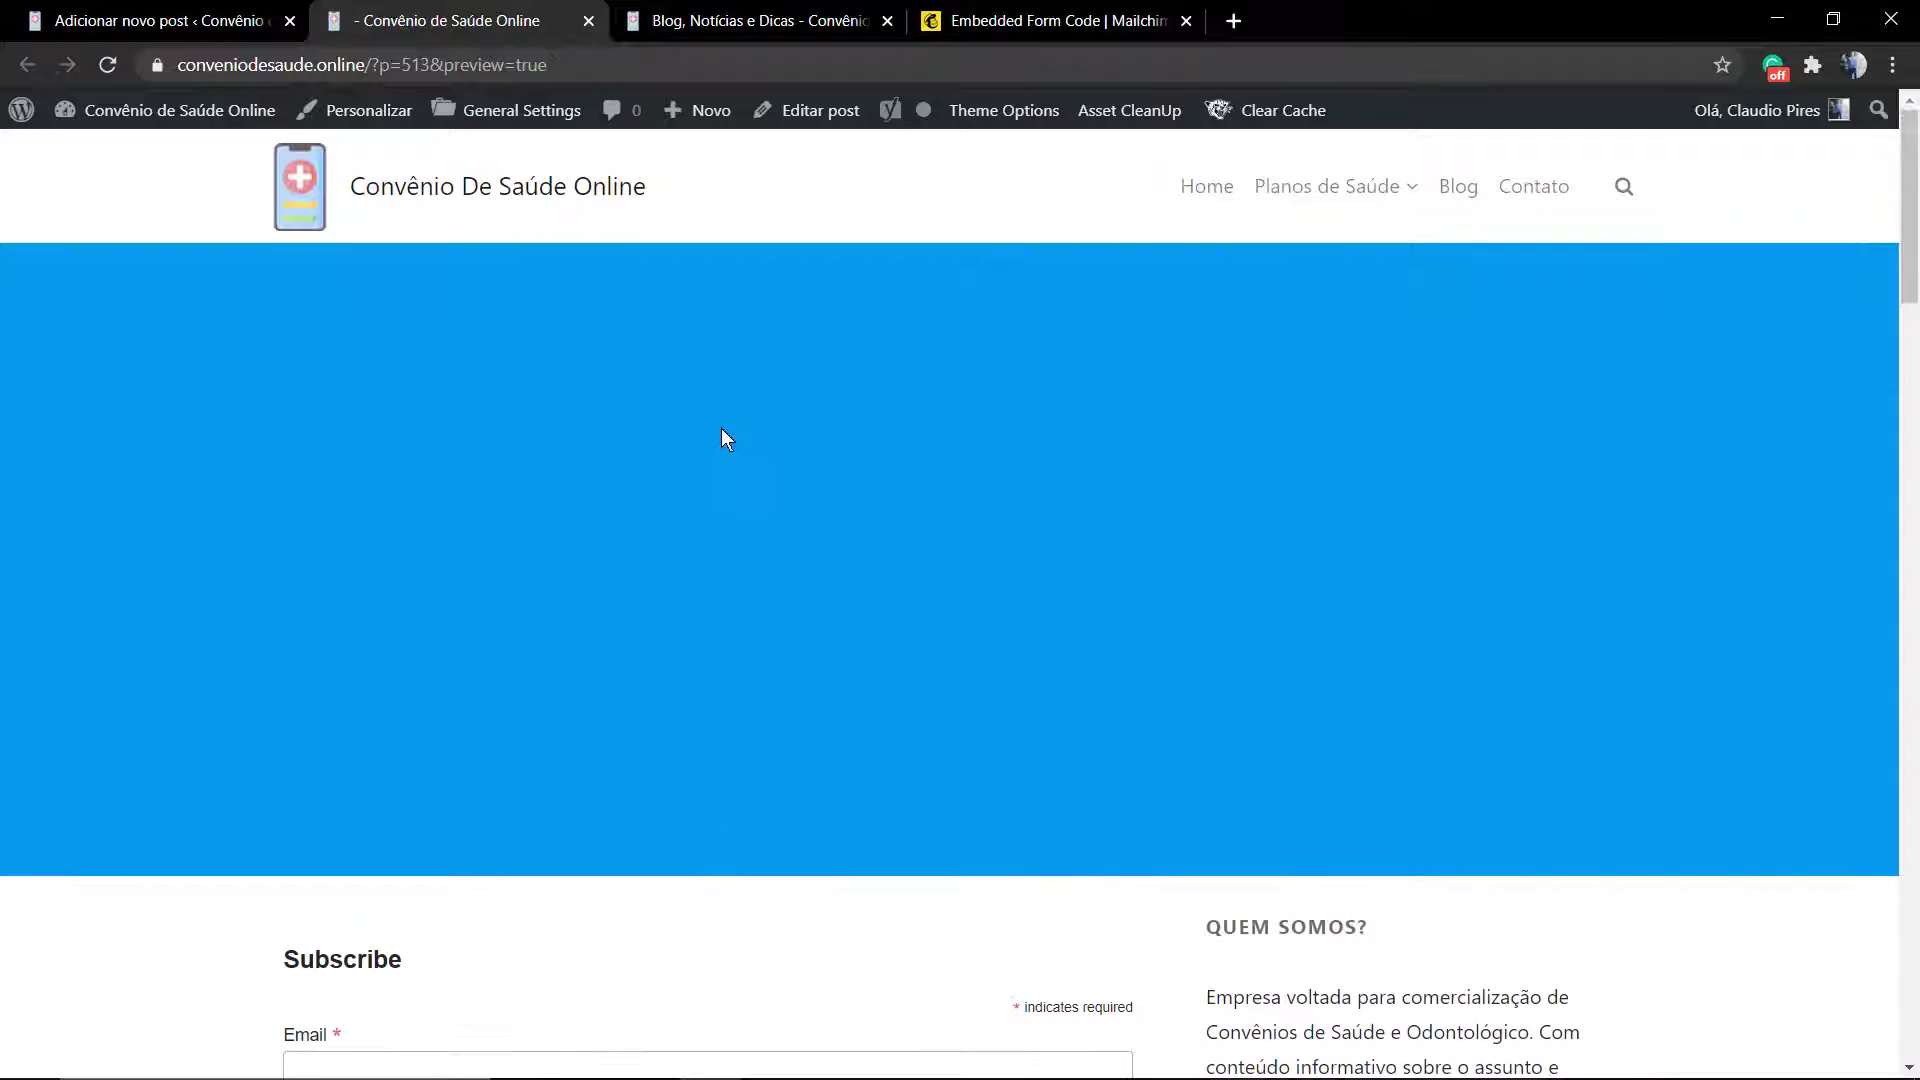 Adicionar novo post ‹ Convênio
- Convênio de Saúde Online
Blog, Notícias e Dicas - Convênio
Embedded Form Code | Mailchim
conveniodesaude.online/?p=513&preview=true
off
Convênio de Saúde Online
Personalizar
General Settings
0
Novo
Editar post
Theme Options
Asset CleanUp
Clear Cache
Olá, Claudio Pires
Convênio De Saúde Online
Home
Planos de Saúde
Blog
Contato
Subscribe
* indicates required
Email *
QUEM SOMOS?
Empresa voltada para comercialização de
Convênios de Saúde e Odontológico. Com
conteúdo informativo sobre o assunto e